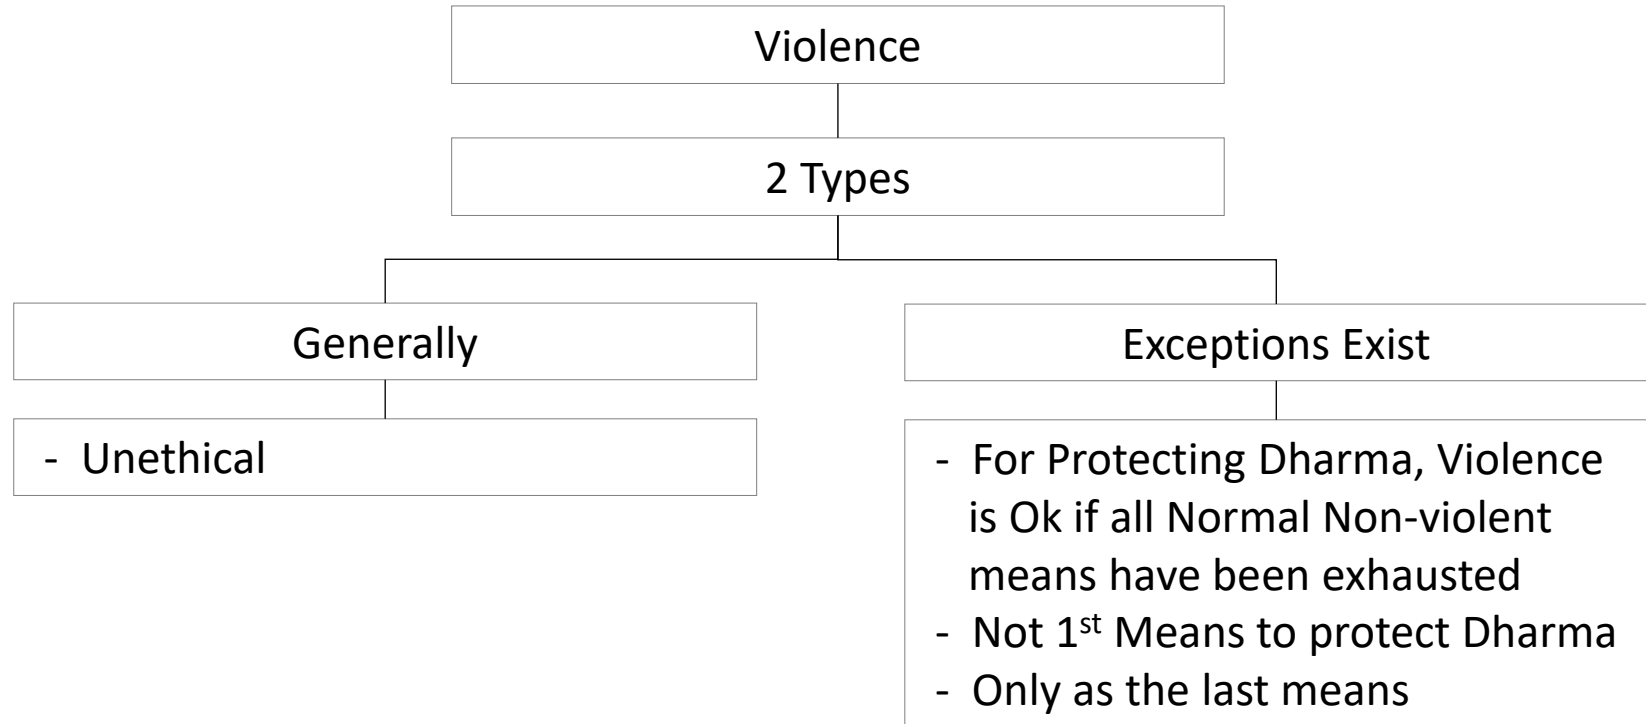 Violence
2 Types
Generally
- Unethical
Exceptions Exist
- For Protecting Dharma, Violence
is Ok if all Normal Non-violent
means have been exhausted
- Not 1st Means to protect Dharma
- Only as the last means